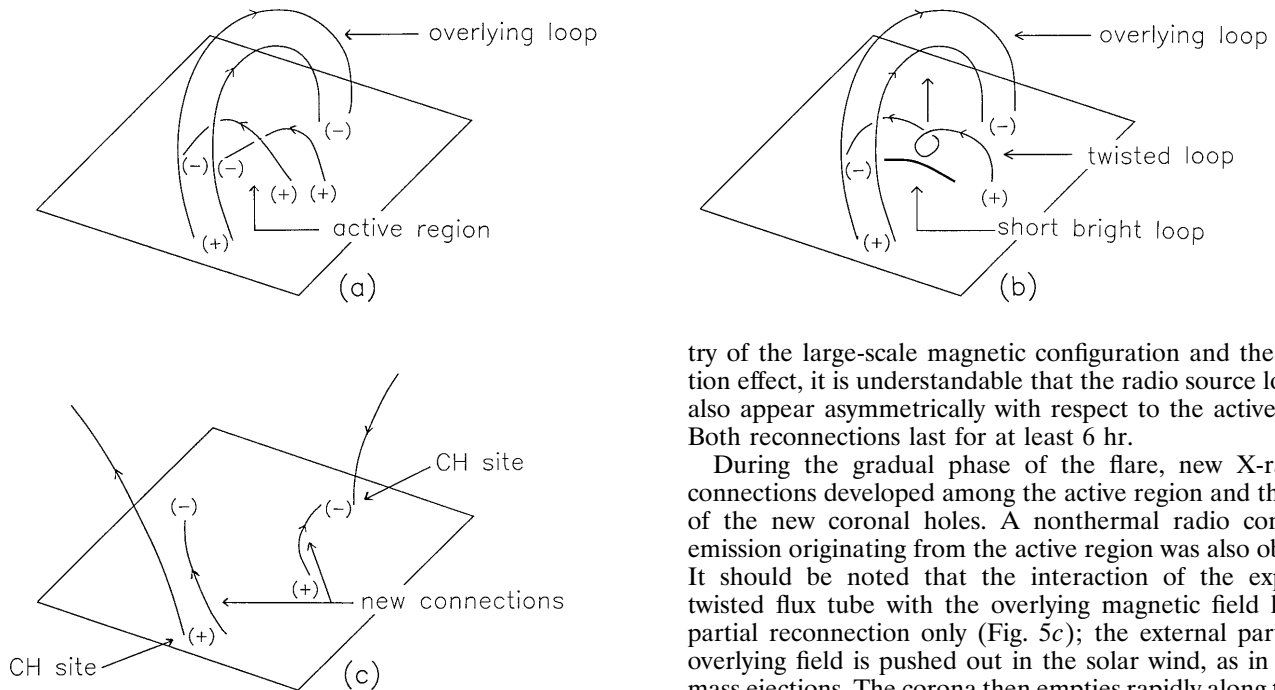 overlying loop
(-)
(-) (-)
(+) (+)
active region
(+)
(a)
overlying loop
(-)
twisted loop
(-)
(+)
short bright loop
(+)
(b)
CH site
(-) (-)
(+)
new connections
(+)
CH site
(c)
try of the large-scale magnetic configuration and the
tion effect, it is understandable that the radio source lo
also appear asymmetrically with respect to the active
Both reconnections last for at least 6 hr.
During the gradual phase of the flare, new X-r
connections developed among the active region and th
of the new coronal holes. A nonthermal radio con
emission originating from the active region was also ob
It should be noted that the interaction of the exp
twisted flux tube with the overlying magnetic field l
partial reconnection only (Fig. 5c); the external par
overlying field is pushed out in the solar wind, as in
mass ejections. The corona then empties rapidly along t